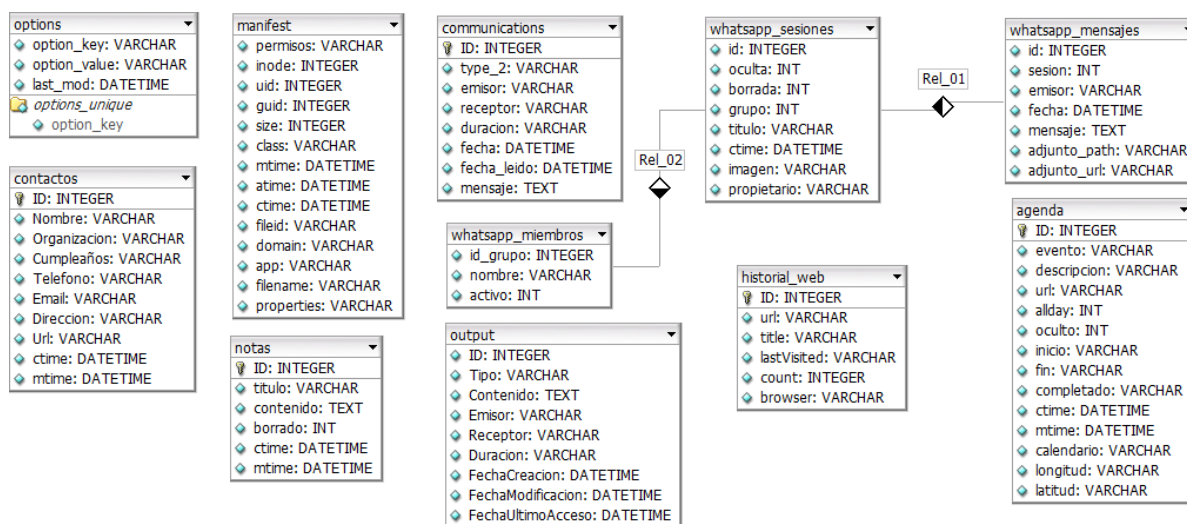 options
option_key: VARCHAR
option_value: VARCHAR
last_mod: DATETIME
options_unique
option_key
manifest
permisos: VARCHAR
inode: INTEGER
uid: INTEGER
guid: INTEGER
size: INTEGER
class: VARCHAR
mtime: DATETIME
atime: DATETIME
ctime: DATETIME
fileid: VARCHAR
domain: VARCHAR
app: VARCHAR
filename: VARCHAR
properties: VARCHAR
communications
ID: INTEGER
type_2: VARCHAR
emisor: VARCHAR
receptor: VARCHAR
duracion: VARCHAR
fecha: DATETIME
fecha_leido: DATETIME
mensaje: TEXT
whatsapp_sesiones
id: INTEGER
oculta: INT
borrada: INT
grupo: INT
titulo: VARCHAR
ctime: DATETIME
imagen: VARCHAR
propietario: VARCHAR
Rel_01
whatsapp_mensajes
id: INTEGER
sesion: INT
emisor: VARCHAR
fecha: DATETIME
mensaje: TEXT
adjunto_path: VARCHAR
adjunto_url: VARCHAR
Rel_02
contactos
ID: INTEGER
Nombre: VARCHAR
Organizacion: VARCHAR
Cumpleaños: VARCHAR
Telefono: VARCHAR
Email: VARCHAR
Direccion: VARCHAR
Url: VARCHAR
ctime: DATETIME
mtime: DATETIME
whatsapp_miembros
id_grupo: INTEGER
nombre: VARCHAR
activo: INT
agenda
ID: INTEGER
evento: VARCHAR
descripcion: VARCHAR
url: VARCHAR
allday: INT
oculto: INT
inicio: VARCHAR
fin: VARCHAR
completado: VARCHAR
ctime: DATETIME
mtime: DATETIME
calendario: VARCHAR
longitud: VARCHAR
latitud: VARCHAR
notas
ID: INTEGER
titulo: VARCHAR
contenido: TEXT
borrado: INT
ctime: DATETIME
mtime: DATETIME
output
ID: INTEGER
Tipo: VARCHAR
Contenido: TEXT
Emisor: VARCHAR
Receptor: VARCHAR
Duracion: VARCHAR
FechaCreacion: DATETIME
FechaModificacion: DATETIME
FechaUltimoAcceso: DATETIME
historial_web
ID: INTEGER
url: VARCHAR
title: VARCHAR
lastVisited: VARCHAR
count: INTEGER
browser: VARCHAR